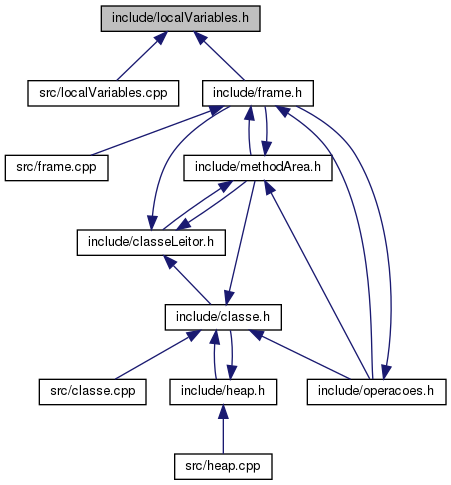 include/localVariables.h
src/localVariables.cpp
include/frame.h
src/frame.cpp
include/methodArea.h
include/classeLeitor.h
include/classe.h
src/classe.cpp
include/heap.h
include/operacoes.h
src/heap.cpp